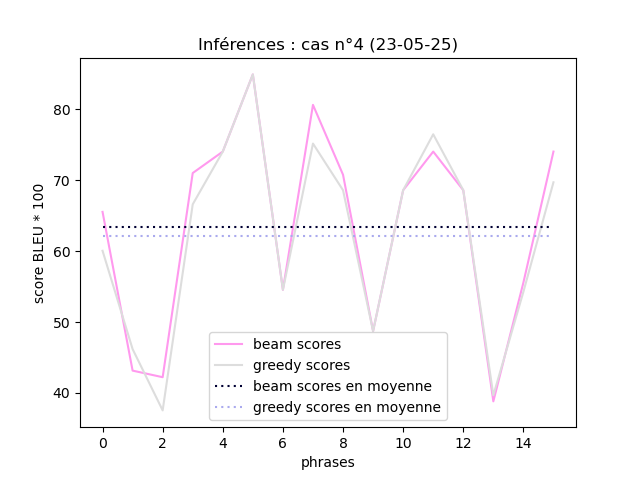 Inférences : cas n°4 (23-05-25)
score BLEU * 100
80
70
60
50
40
beam scores
greedy scores
beam scores en moyenne
greedy scores en moyenne
0 2 4 6 8 10 12 14
phrases